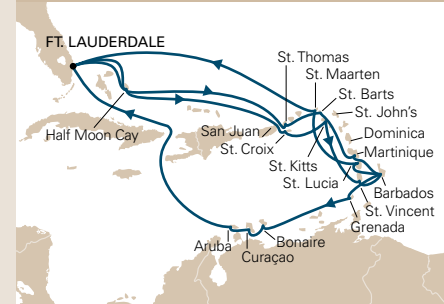 FT. LAUDERDALE
St. Thomas
St. Maarten
St. Barts
St. John's
Half Moon Cay
San Juan
Dominica
St. Croix
Martinique
St. Kitts
St. Lucia
Barbados
St. Vincent
Grenada
Aruba
Bonaire
Curaçao